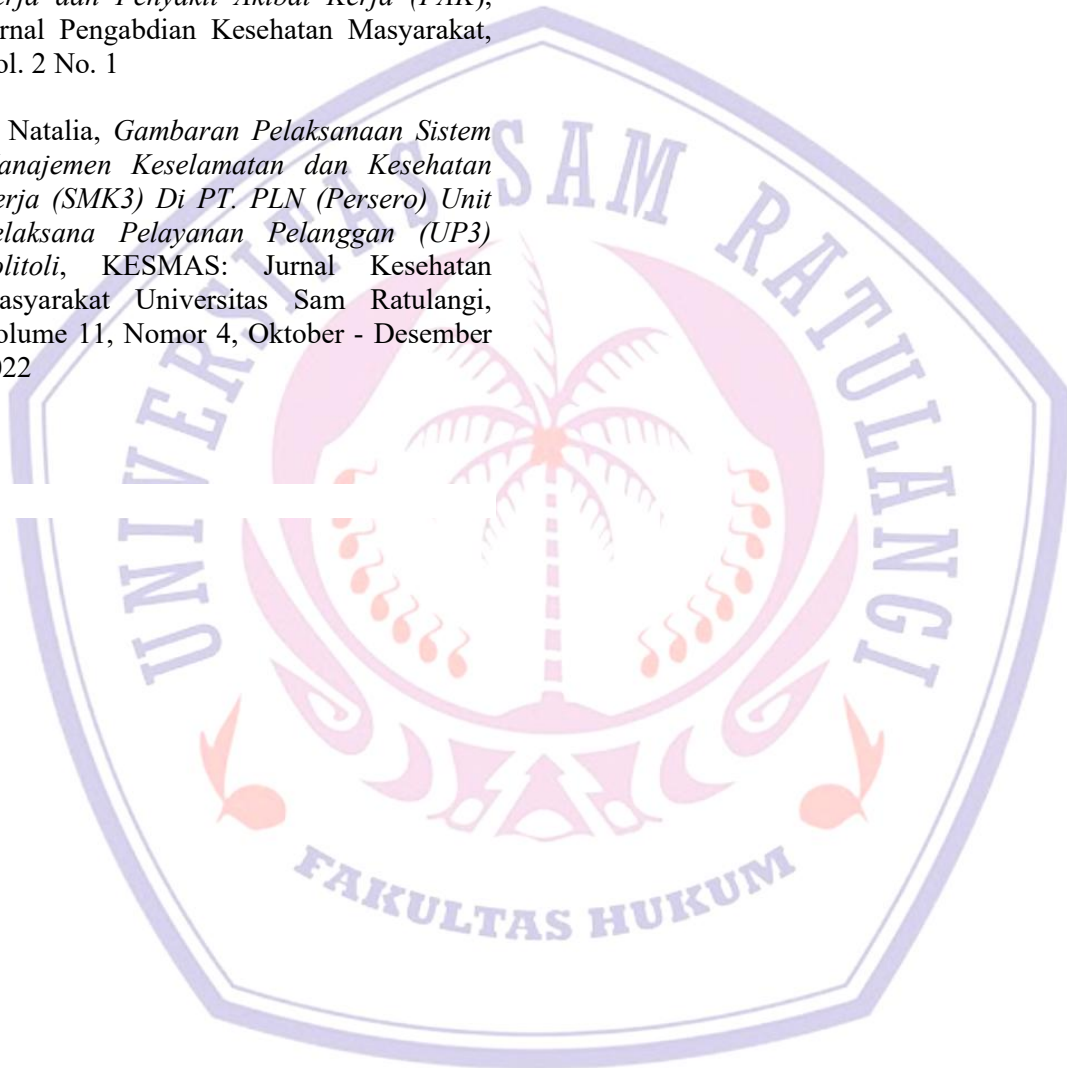 erja dan Penyakit Akibat Kerja (PAK),
rnal Pengabdian Kesehatan Masyarakat,
ol. 2 No. 1
Natalia, Gambaran Pelaksanaan Sistem
anajemen Keselamatan dan Kesehatan
erja (SMK3) Di PT. PLN (Persero) Unit
elaksana Pelayanan Pelanggan (UP3)
olitoli, KESMAS: Jurnal Kesehatan
asyarakat Universitas Sam Ratulangi,
olume 11, Nomor 4, Oktober - Desember
022
UNIVERSITAS SAM RATULANGI
FAKULTAS HUKUM